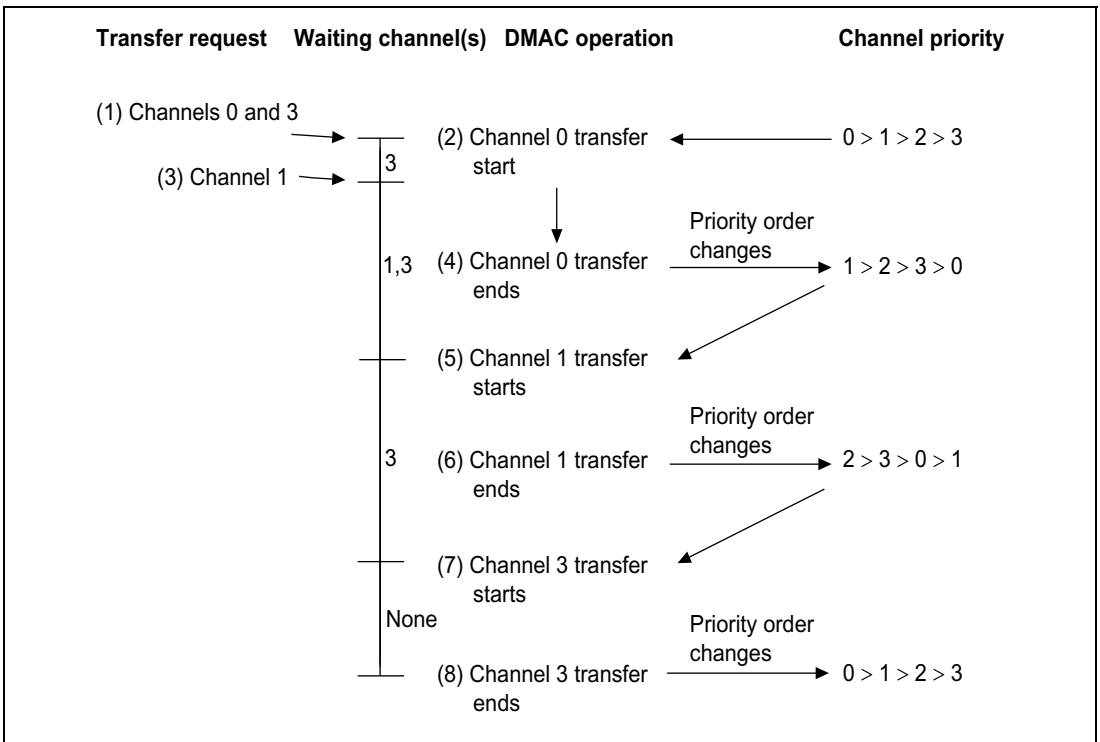 Transfer request Waiting channel(s) DMAC operation Channel priority
(1) Channels 0 and 3
(2) Channel 0 transfer
start
0 > 1 > 2 > 3
3
(3) Channel 1
Priority order
changes
1,3
(4) Channel 0 transfer
ends
1 > 2 > 3 > 0
(5) Channel 1 transfer
starts
Priority order
changes
3
(6) Channel 1 transfer
ends
2 > 3 > 0 > 1
(7) Channel 3 transfer
starts
None
Priority order
changes
(8) Channel 3 transfer
ends
0 > 1 > 2 > 3